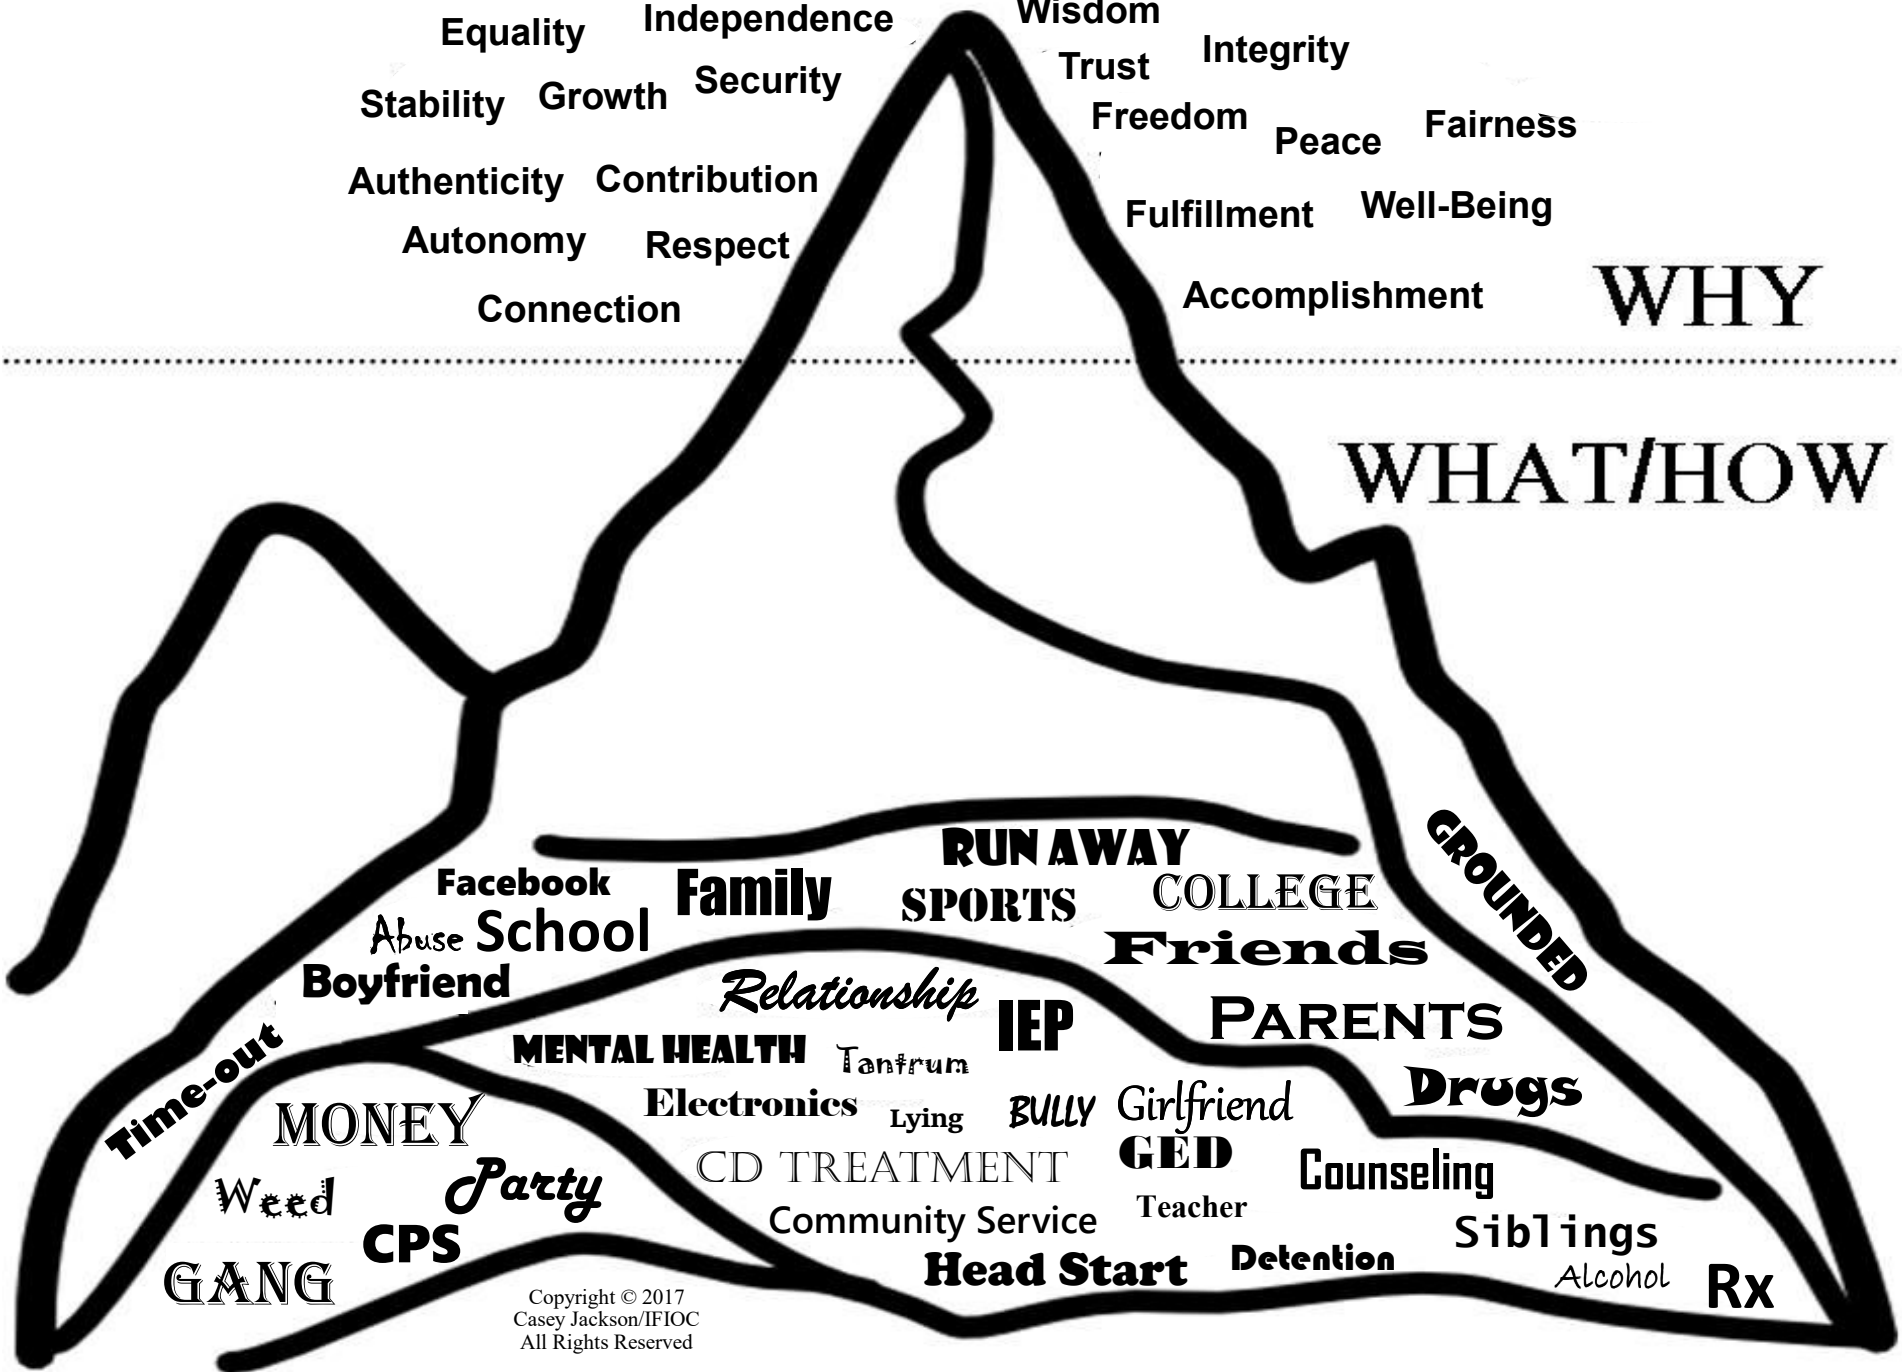 Equality
Independence
Wisdom
Integrity
Trust
Stability
Growth
Security
Freedom
Peace
Fairness
Authenticity
Contribution
Fulfillment
Well-Being
Autonomy
Respect
Connection
Accomplishment
WHY
WHAT/HOW
RUN AWAY
GROUNDED
Facebook
Family
SPORTS
COLLEGE
Abuse
School
Friends
Boyfriend
Relationship
IEP
PARENTS
Time-out
MENTAL HEALTH
Tantrum
Drugs
MONEY
Electronics
Lying
BULLY
Girlfriend
CD TREATMENT
GED
Counseling
Weed
Party
Community Service
Teacher
CPS
Siblings
GANG
Head Start
Detention
Alcohol
Rx
Copyright © 2017
Casey Jackson/IFIOC
All Rights Reserved